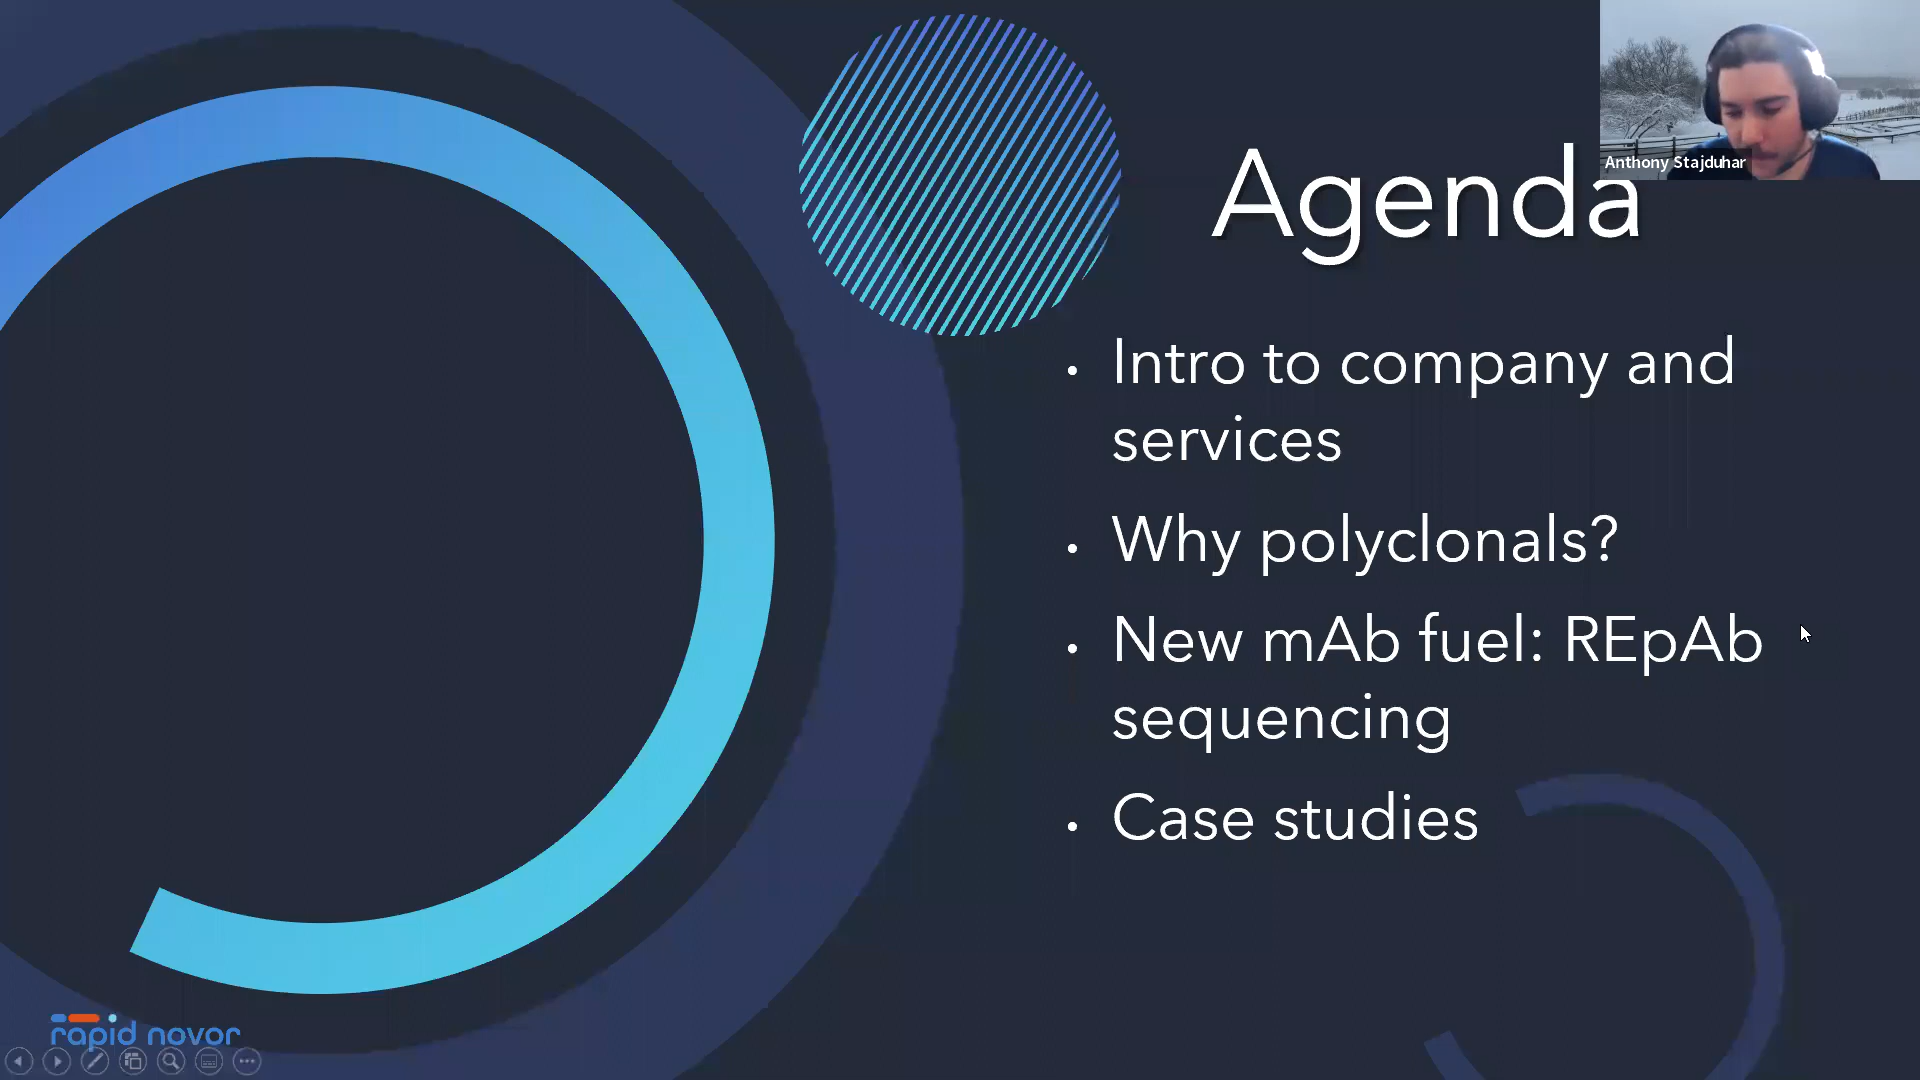 Anthony Stajduhar
Agenda
• Intro to company and
services
• Why polyclonals?
• New mAb fuel: REpAb
sequencing
• Case studies
rapid novor